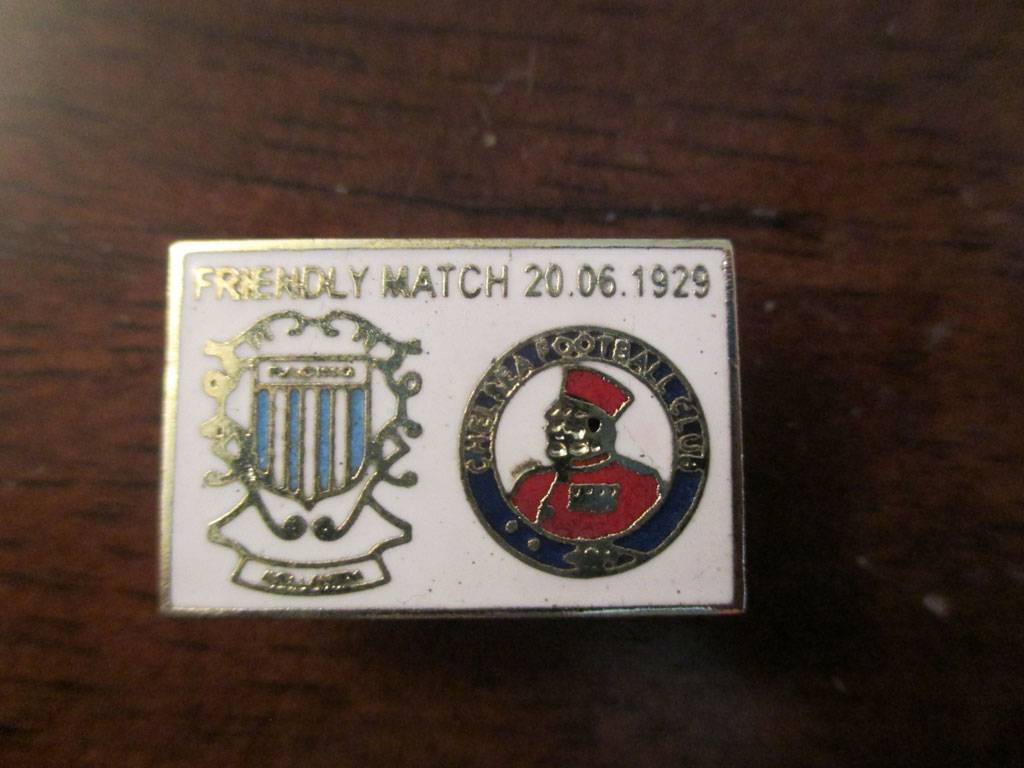 FRIENDLY MATCH 20.06.1929
RACING
CHELSEA FOOTBALL CLUB